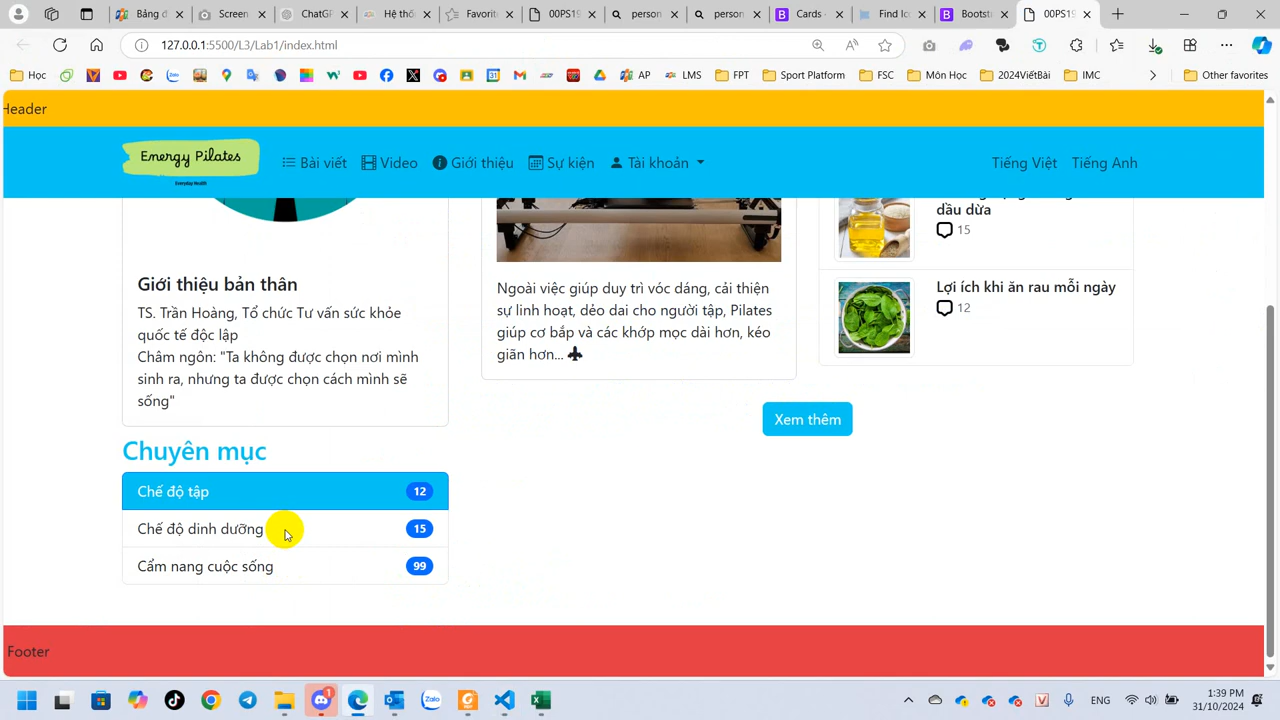 00PS19
person
person
Cards
Find Ic
Bootst
00PS19
Bảng đ
Screen
ChatGF
Hệ thố
Favorit
127.0.0.1:5500/L3/Lab1/index.html
Học
AP
LMS
FPT
Sport Platform
FSC
Môn Học
2024ViếtBài
IMC
Other favorites
Header
Energy Pilates
Everyday Health
Bài viết
Video
Giới thiệu
Sự kiện
Tài khoản
Tiếng Việt
Tiếng Anh
Giới thiệu bản thân
TS. Trần Hoàng, Tổ chức Tư vấn sức khỏe
quốc tế độc lập
Châm ngôn: "Ta không được chọn nơi mình
sinh ra, nhưng ta được chọn cách mình sẽ
sống"
Chuyên mục
Chế độ tập 12
Chế độ dinh dưỡng 15
Cẩm nang cuộc sống 99
Ngoài việc giúp duy trì vóc dáng, cải thiện
sự linh hoạt, dẻo dai cho người tập, Pilates
giúp cơ bắp và các khớp mọc dài hơn, kéo
giãn hơn...
dầu dừa
15
Lợi ích khi ăn rau mỗi ngày
12
Xem thêm
Footer
ENG
1:39 PM
31/10/2024